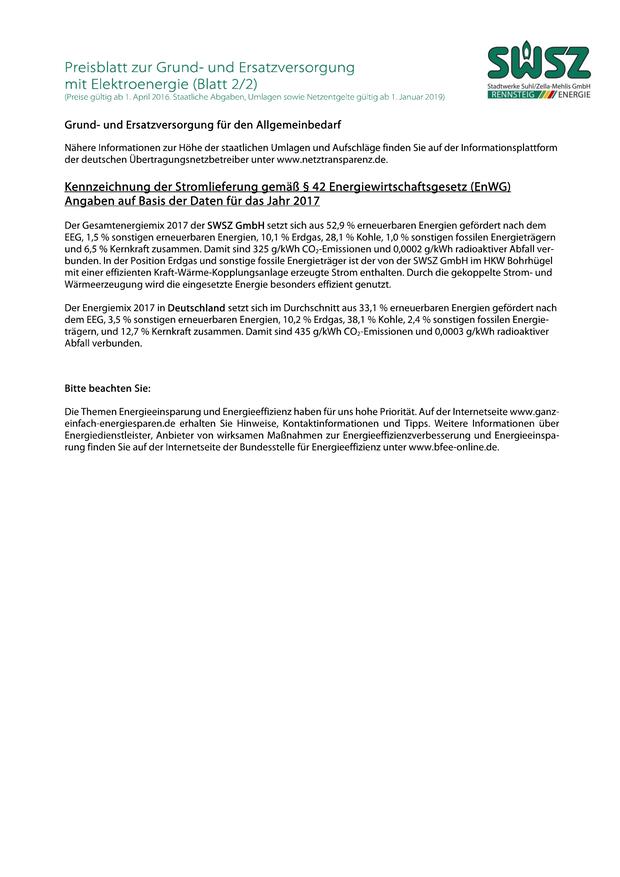 Preisblatt zur Grund- und Ersatzversorgung
mit Elektroenergie (Blatt 2/2)
(Preise gültig ab 1. April 2016. Staatliche Abgaben, Umlagen sowie Netzentgelte gültig ab 1. Januar 2019)
SWSZ
Stadtwerke Suhl/Zella-Mehlis GmbH
RENNSTEIG ENERGIE
Grund- und Ersatzversorgung für den Allgemeinbedarf
Nähere Informationen zur Höhe der staatlichen Umlagen und Aufschläge finden Sie auf der Informationsplattform
der deutschen Übertragungsnetzbetreiber unter www.netztransparenz.de.
Kennzeichnung der Stromlieferung gemäß § 42 Energiewirtschaftsgesetz (EnWG)
Angaben auf Basis der Daten für das Jahr 2017
Der Gesamtenergiemix 2017 der SWSZ GmbH setzt sich aus 52,9 % erneuerbaren Energien gefördert nach dem
EEG, 1,5 % sonstigen erneuerbaren Energien, 10,1 % Erdgas, 28,1 % Kohle, 1,0 % sonstigen fossilen Energieträgern
und 6,5 % Kernkraft zusammen. Damit sind 325 g/kWh CO₂-Emissionen und 0,0002 g/kWh radioaktiver Abfall ver-
bunden. In der Position Erdgas und sonstige fossile Energieträger ist der von der SWSZ GmbH im HKW Bohrhügel
mit einer effizienten Kraft-Wärme-Kopplungsanlage erzeugte Strom enthalten. Durch die gekoppelte Strom- und
Wärmeerzeugung wird die eingesetzte Energie besonders effizient genutzt.
Der Energiemix 2017 in Deutschland setzt sich im Durchschnitt aus 33,1 % erneuerbaren Energien gefördert nach
dem EEG, 3,5 % sonstigen erneuerbaren Energien, 10,2 % Erdgas, 38,1 % Kohle, 2,4 % sonstigen fossilen Energie-
trägern, und 12,7 % Kernkraft zusammen. Damit sind 435 g/kWh CO₂-Emissionen und 0,0003 g/kWh radioaktiver
Abfall verbunden.
Bitte beachten Sie:
Die Themen Energieeinsparung und Energieeffizienz haben für uns hohe Priorität. Auf der Internetseite www.ganz-
einfach-energiesparen.de erhalten Sie Hinweise, Kontaktinformationen und Tipps. Weitere Informationen über
Energiedienstleister, Anbieter von wirksamen Maßnahmen zur Energieeffizienzverbesserung und Energieeinspa-
rung finden Sie auf der Internetseite der Bundesstelle für Energieeffizienz unter www.bfee-online.de.